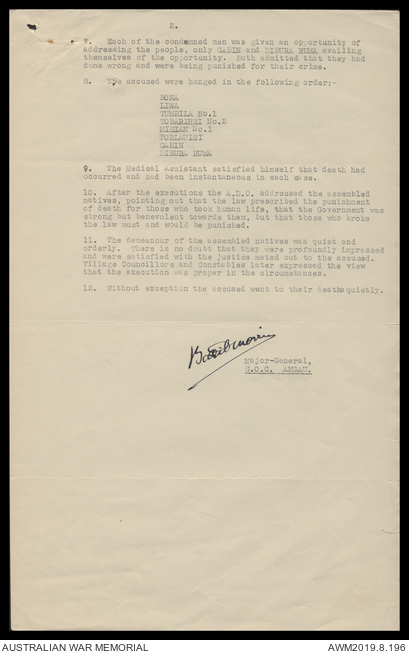 2.
7. Each of the condemned men was given an opportunity of
addressing the people, only GABIN and DIBURA RUMA availing
themselves of the opportunity. Both admitted that they had
done wrong and were being punished for their crime.
8. The accused were hanged in the following order:-
LIWA
TUMBILA No.1
TOBARIHEI No.2
No.1
GABIN
DIBURA RUMA
9. The Medical Assistant satisfied himself that death had
occurred and had been instantaneous in each case.
10. After the executions the A.D.O. addressed the assembled
natives, pointing out that the law prescribed the punishment
of death for those who took human life, that the Government was
strong but benevolent towards them, but that those who broke
the law must and would be punished.
11. The demeanour of the assembled natives was quiet and
orderly. There is no doubt that they were profoundly impressed
and were satisfied with the justice meted out to the accused.
Village Councillors and Constables later expressed the view
that the execution was proper in the circumstances.
12. Without exception the accused went to their death quietly.
Basil Morris
Major-General,
G.O.C. ANGAU.
AUSTRALIAN WAR MEMORIAL
AWM2019.8.196